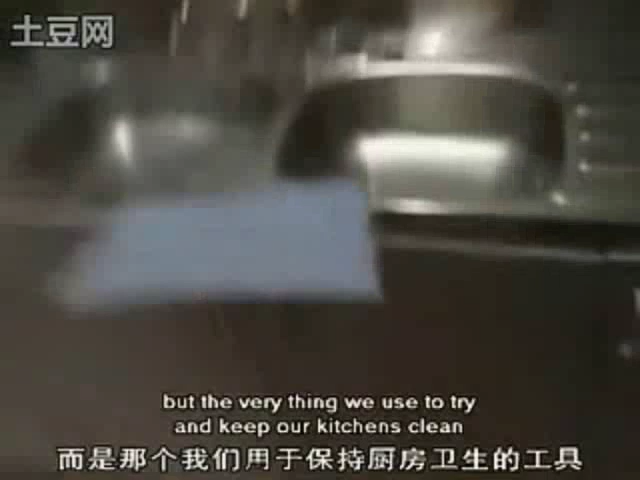 土豆网
but the very thing we use to try
and keep our kitchens clean
而是那个我们用于保持厨房卫生的工具